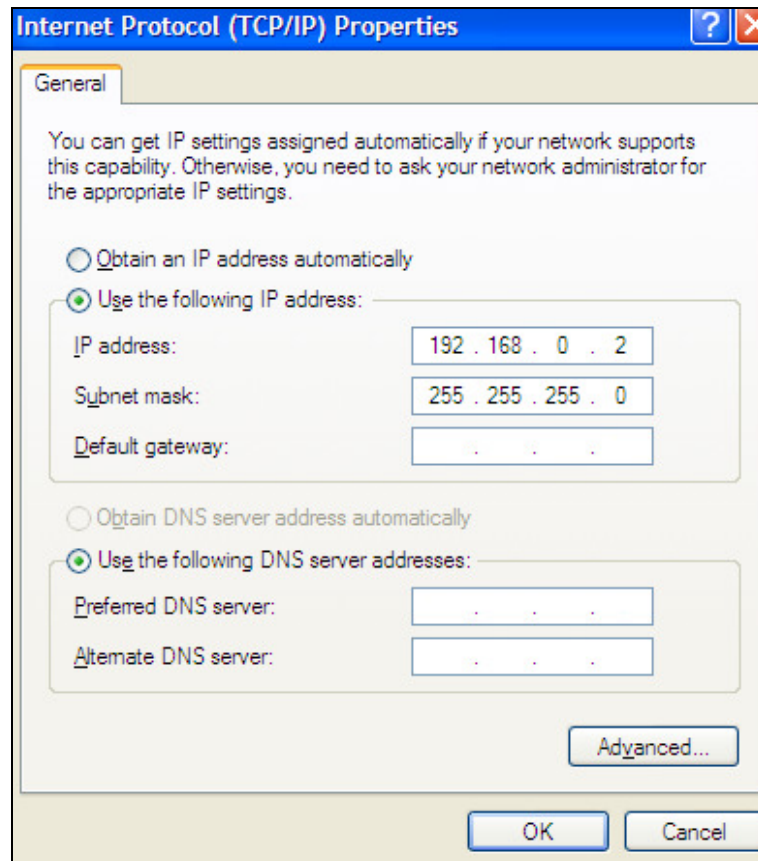 Internet Protocol (TCP/IP) Properties
General
You can get IP settings assigned automatically if your network supports
this capability. Otherwise, you need to ask your network administrator for
the appropriate IP settings.
Obtain an IP address automatically
Use the following IP address:
IP address: 192 . 168 . 0 . 2
Subnet mask: 255 . 255 . 255 . 0
Default gateway: . . .
Obtain DNS server address automatically
Use the following DNS server addresses:
Preferred DNS server: . . .
Alternate DNS server: . . .
Advanced...
OK Cancel